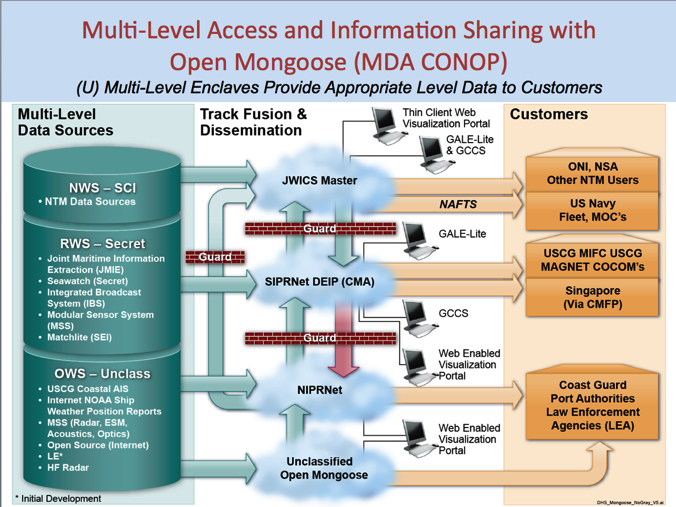 Multi-Level Access and Information Sharing with
Open Mongoose (MDA CONOP)
(U) Multi-Level Enclaves Provide Appropriate Level Data to Customers
Multi-Level
Data Sources
NWS – SCI
• NTM Data Sources
RWS – Secret
• Joint Maritime Information
Extraction (JMIE)
• Seawatch (Secret)
• Integrated Broadcast
System (IBS)
• Modular Sensor System
(MSS)
• Matchlite (SEI)
OWS – Unclass
• USCG Coastal AIS
• Internet NOAA Ship
Weather Position Reports
• MSS (Radar, ESM,
Acoustics, Optics)
• Open Source (Internet)
• LE*
• HF Radar
* Initial Development
Track Fusion &
Dissemination
Thin Client Web
Visualization Portal
GALE-Lite
& GCCS
JWICS Master
NAFTS
Guard
Guard
GALE-Lite
SIPRNet DEIP (CMA)
GCCS
Guard
Web Enabled
Visualization
Portal
NIPRNet
Web Enabled
Visualization
Portal
Unclassified
Open Mongoose
Customers
ONI, NSA
Other NTM Users
US Navy
Fleet, MOC's
USCG MIFC USCG
MAGNET COCOM's
Singapore
(Via CMFP)
Coast Guard
Port Authorities
Law Enforcement
Agencies (LEA)
DHS_Mongoose_NoGray_V5.ai